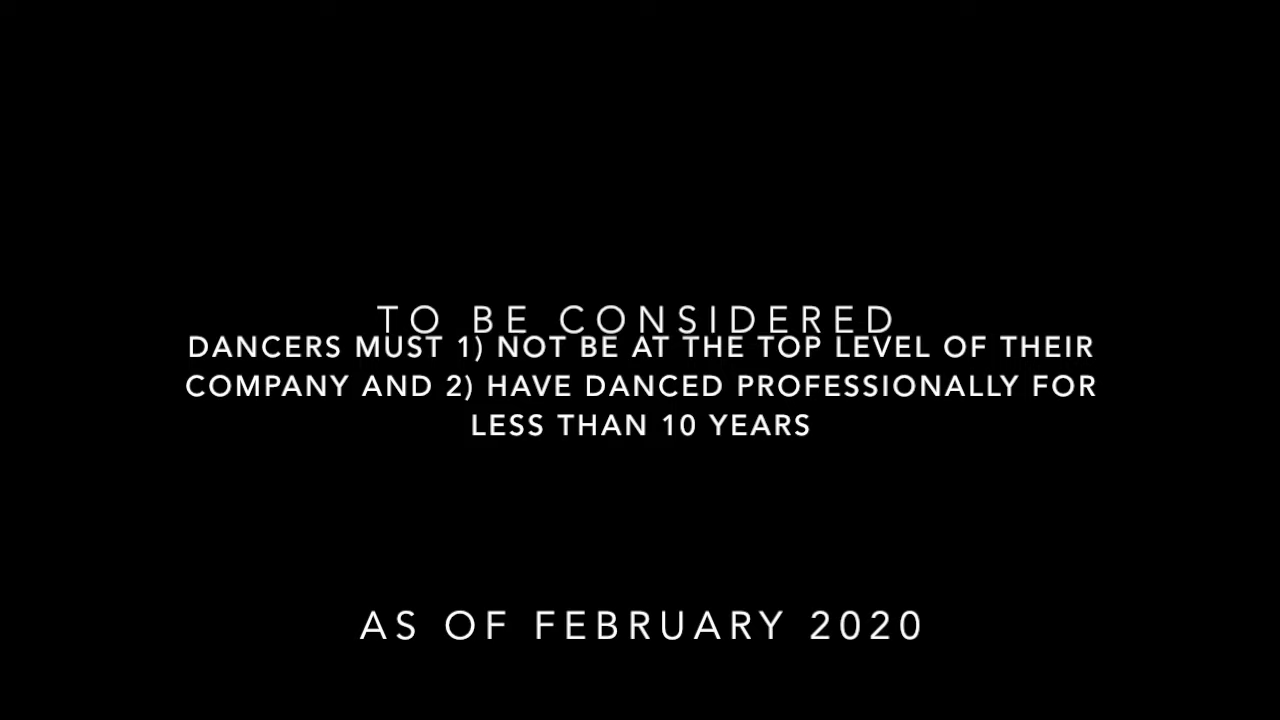 TO BE CONSIDERED
DANCERS MUST 1) NOT BE AT THE TOP LEVEL OF THEIR
COMPANY AND 2) HAVE DANCED PROFESSIONALLY FOR
LESS THAN 10 YEARS
AS OF FEBRUARY 2020